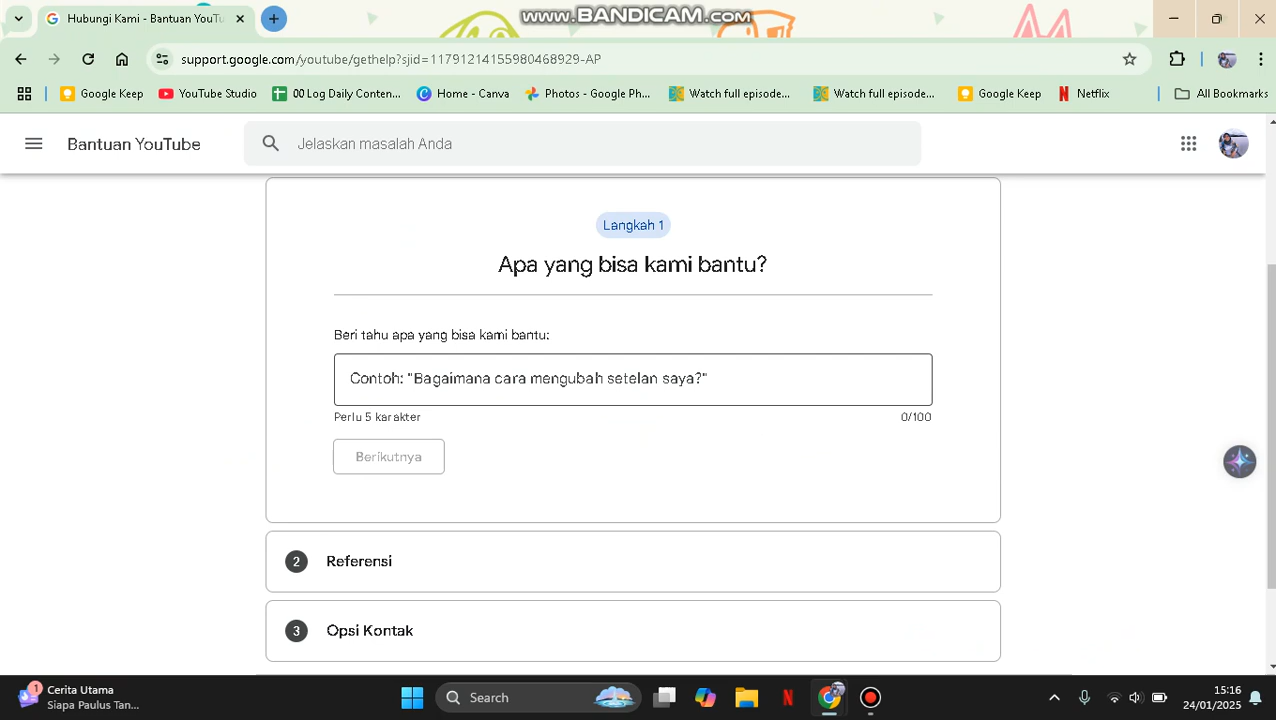 Hubungi Kami - Bantuan YouTu
www.BANDICAM.com
support.google.com/youtube/gethelp?sjid=11791214155980468929-AP
Google Keep
YouTube Studio
00 Log Daily Conten...
Home - Canva
Photos - Google Ph...
Watch full episode...
Watch full episode...
Google Keep
Netflix
All Bookmarks
Bantuan YouTube
Jelaskan masalah Anda
Langkah 1
Apa yang bisa kami bantu?
Beri tahu apa yang bisa kami bantu:
Contoh: "Bagaimana cara mengubah setelan saya?"
Perlu 5 karakter
0/100
Berikutnya
2 Referensi
3 Opsi Kontak
1
Cerita Utama
Siapa Paulus Tan...
Search
15:16
24/01/2025